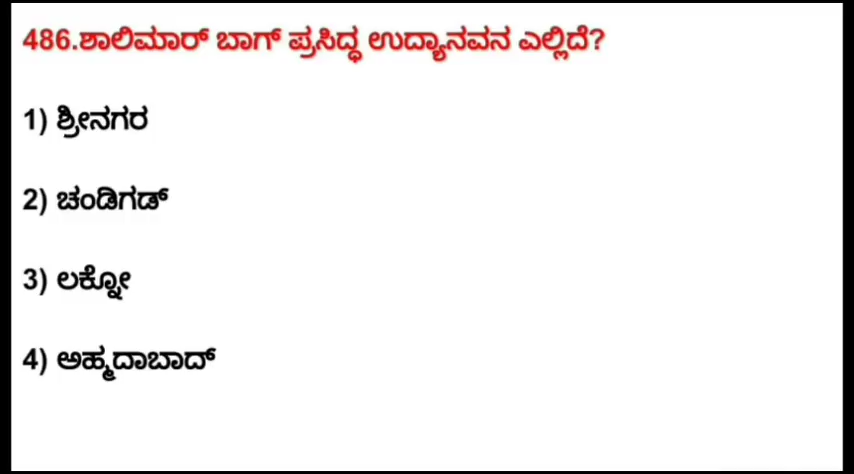 486.ಶಾಲಿಮಾರ್ ಬಾಗ್ ಪ್ರಸಿದ್ಧ ಉದ್ಯಾನವನ ಎಲ್ಲಿದೆ?
1) ಶ್ರೀನಗರ
2) ಚಂಡಿಗಡ್
3) ಲಕ್ನೋ
4) ಅಹ್ಮದಾಬಾದ್